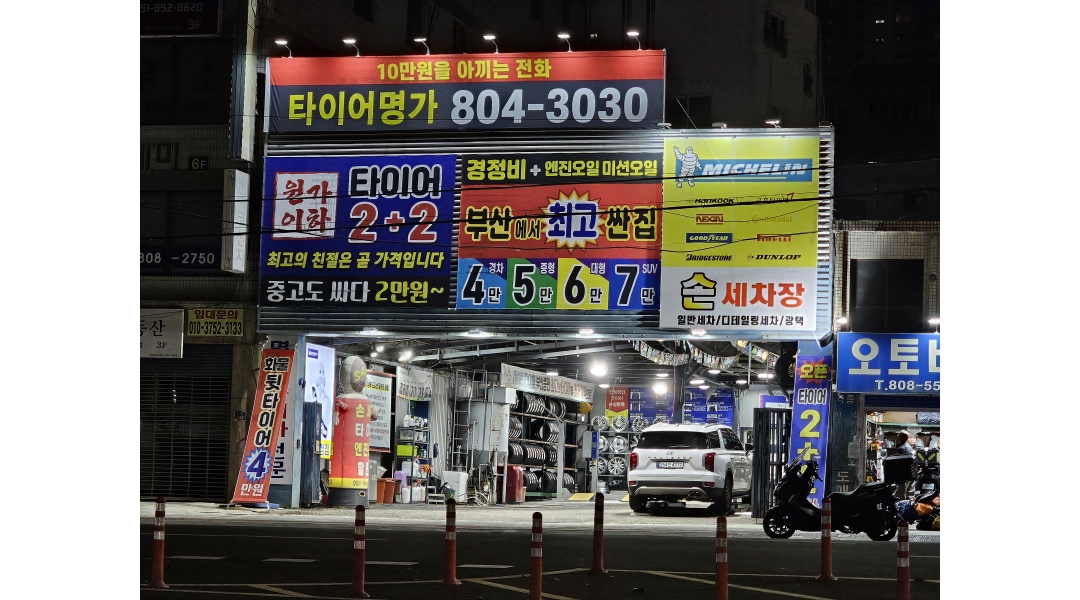 51-852-8620
3F
10만원을 아끼는 전화
타이어명가 804-3030
6F
원가
이하
타이어
2+2
최고의 친절은 곧 가격입니다
중고도 싸다 2만원~
경정비 + 엔진오일 미션오일
부산에서 최고 싼집
4만 경차
5만 중형
6만 대형
7만 SUV
MICHELIN
HANKOOK
NEXEN
GOODYEAR
PIRELLI
BRIDGESTONE
DUNLOP
손세차장
일반세차/디테일링세차/광택
808-2750
임대문의
010-3752-3133
3F
화물
뒷타이어
4
만원
오픈
타이어
2
오토
T.808-55